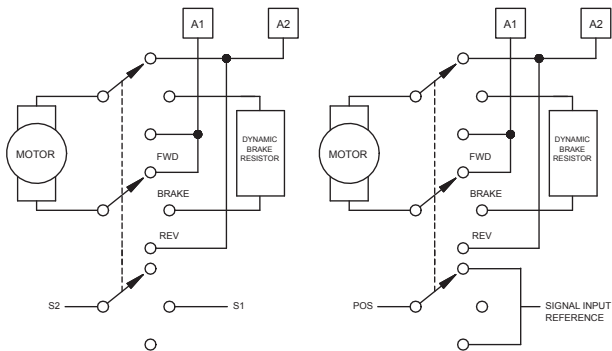 A1
A2
MOTOR
FWD
DYNAMIC
BRAKE
RESISTOR
BRAKE
REV
S2
S1
A1
A2
MOTOR
FWD
DYNAMIC
BRAKE
RESISTOR
BRAKE
REV
POS
SIGNAL INPUT
REFERENCE